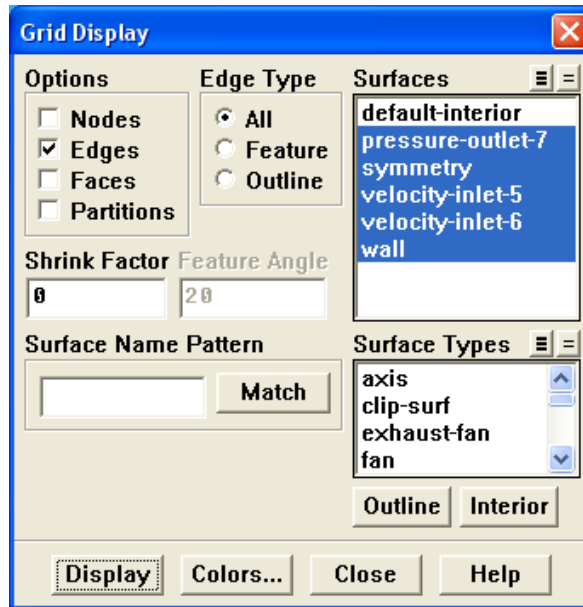 Grid Display
Options
Nodes
Edges
Faces
Partitions
Edge Type
All
Feature
Outline
Surfaces
default-interior
pressure-outlet-7
symmetry
velocity-inlet-5
velocity-inlet-6
wall
Shrink Factor Feature Angle
0
20
Surface Name Pattern
Match
Surface Types
axis
clip-surf
exhaust-fan
fan
Outline Interior
Display Colors... Close Help